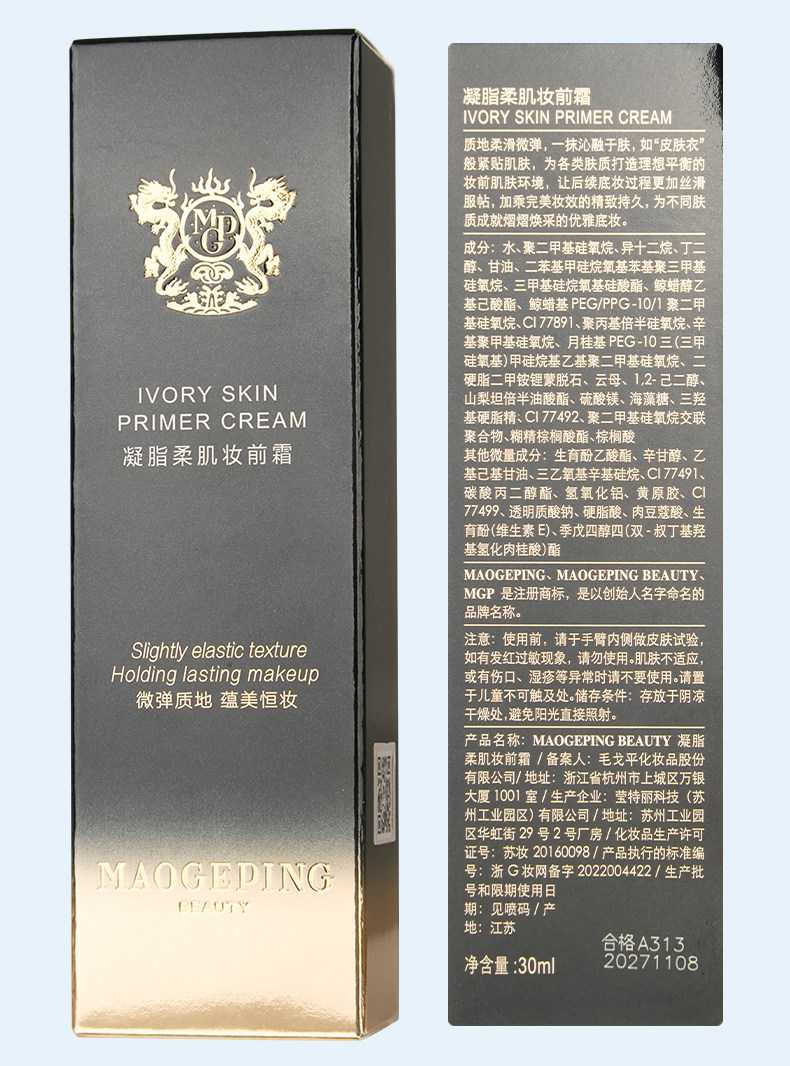 MGP
IVORY SKIN
PRIMER CREAM
凝脂柔肌妆前霜
Slightly elastic texture
Holding lasting makeup
微弹质地 蕴美恒妆
MAOGEPING
BEAUTY
凝脂柔肌妆前霜
IVORY SKIN PRIMER CREAM
质地柔滑微弹，一抹沁融于肤，如“皮肤衣”
般紧贴肌肤，为各类肤质打造理想平衡的
妆前肌肤环境，让后续底妆过程更加丝滑
服帖，加乘完美妆效的精致持久，为不同肤
质成就熠熠焕采的优雅底妆。
成分：水、聚二甲基硅氧烷、异十二烷、丁二
醇、甘油、二苯基甲硅烷氧基苯基聚三甲基
硅氧烷、三甲基硅烷氧基硅酸酯、鲸蜡醇乙
基己酸酯、鲸蜡基 PEG/PPG-10/1 聚二甲
基硅氧烷、CI 77891、聚丙基倍半硅氧烷、辛
基聚甲基硅氧烷、月桂基 PEG-10 三(三甲
硅氧基)甲硅烷基乙基聚二甲基硅氧烷、二
硬脂二甲铵锂蒙脱石、云母、1,2-己二醇、
山梨坦倍半油酸酯、硫酸镁、海藻糖、三羟
基硬脂精、CI 77492、聚二甲基硅氧烷交联
聚合物、糊精棕榈酸酯、棕榈酸
其他微量成分：生育酚乙酸酯、辛甘醇、乙
基己基甘油、三乙氧基辛基硅烷、CI 77491、
碳酸丙二醇酯、氢氧化铝、黄原胶、CI
77499、透明质酸钠、硬脂酸、肉豆蔻酸、生
育酚(维生素 E)、季戊四醇四(双-叔丁基羟
基氢化肉桂酸)酯
MAOGEPING、MAOGEPING BEAUTY、
MGP 是注册商标，是以创始人名字命名的
品牌名称。
注意：使用前，请于手臂内侧做皮肤试验，
如有发红过敏现象，请勿使用。肌肤不适应，
或有伤口、湿疹等异常时请不要使用。请置
于儿童不可触及处。储存条件：存放于阴凉
干燥处，避免阳光直接照射。
产品名称：MAOGEPING BEAUTY 凝脂
柔肌妆前霜 / 备案人：毛戈平化妆品股份
有限公司/ 地址：浙江省杭州市上城区万银
大厦 1001 室 / 生产企业：莹特丽科技（苏
州工业园区）有限公司 / 地址：苏州工业园
区华虹街 29 号 2 号厂房 / 化妆品生产许可
证号：苏妆 20160098 / 产品执行的标准编
号：浙 G 妆网备字 2022004422 / 生产批
号和限期使用日
期：见喷码 / 产
地：江苏
净含量：30ml
合格A313
20271108